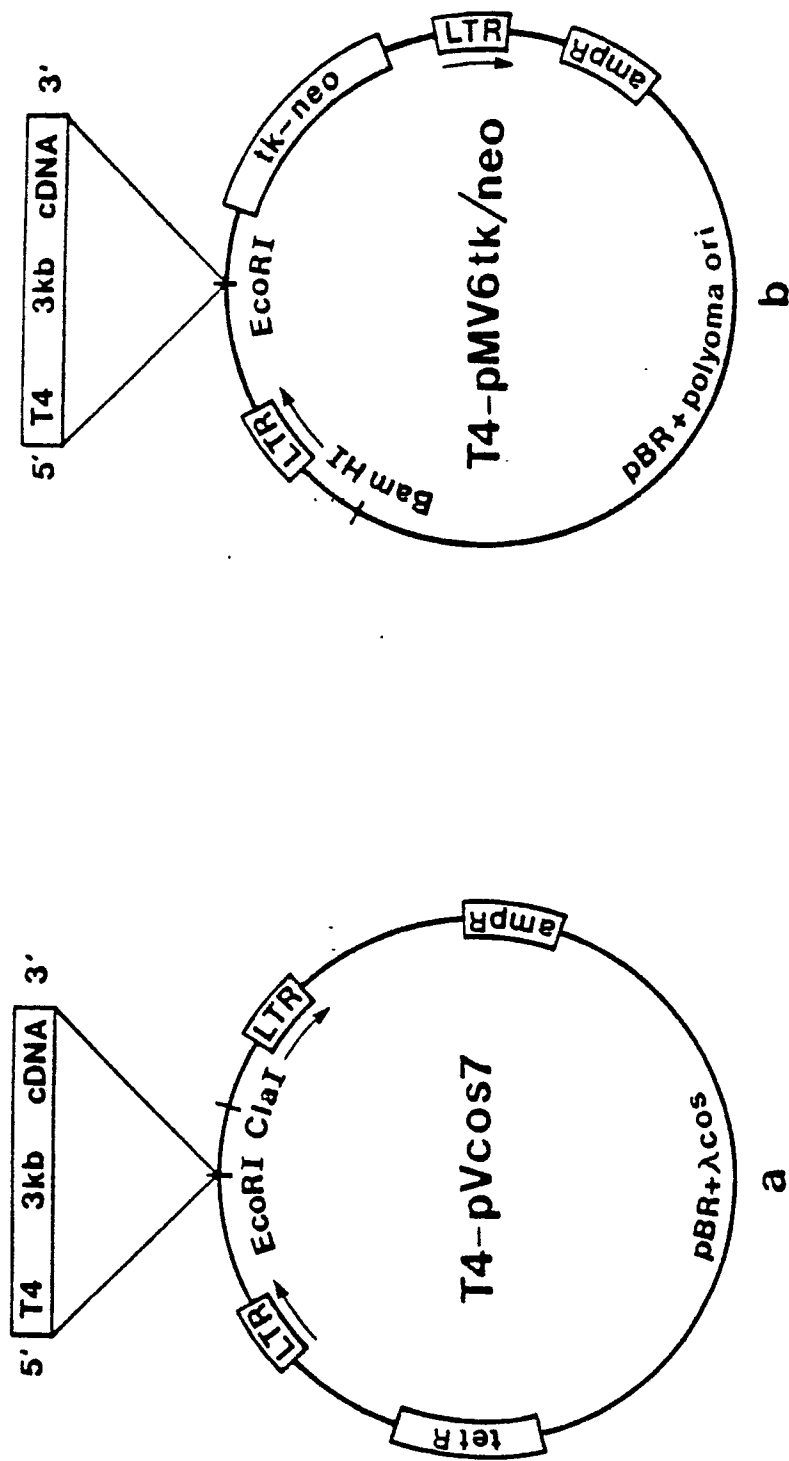 5' T4 3kb cDNA 3'
LTR
EcoRI
ClaI
LTR
tetR
T4-pVcos7
ampR
pBR+λcos
a
5' T4 3kb cDNA 3'
LTR
EcoRI
tk-neo
BamHI
LTR
T4-pMV6tk/neo
ampR
pBR+polyoma ori
b